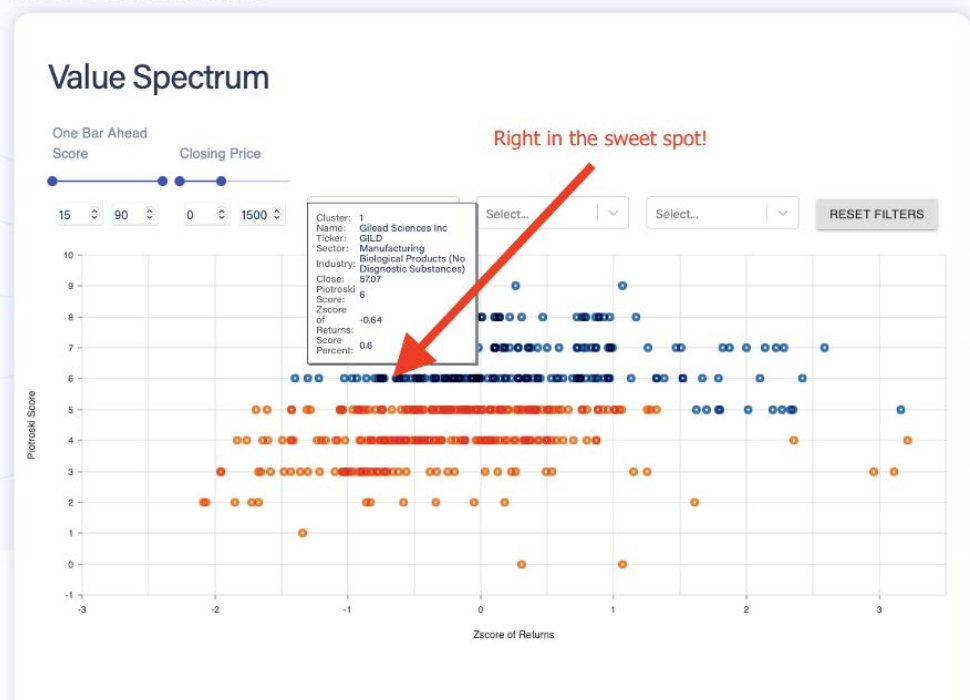 Value Spectrum
One Bar Ahead
Score
Closing Price
Right in the sweet spot!
15 90 0 1500 Select... Select... RESET FILTERS
Cluster: 1
Name: Gilead Sciences Inc
Ticker: GILD
Sector: Manufacturing
Industry: Biological Products (No
Disgnostic Substances)
Close: 57.07
Piotroski
Score: 6
Zscore
of
Returns: -0.64
Score
Percent: 0.6
10
9
8
7
6
5
4
3
2
1
0
-1
Piotroski Score
-3 -2 -1 0 1 2 3
Zscore of Returns